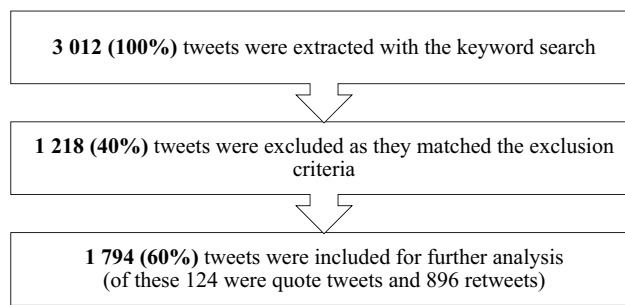 3 012 (100%) tweets were extracted with the keyword search
1 218 (40%) tweets were excluded as they matched the exclusion
criteria
1 794 (60%) tweets were included for further analysis
(of these 124 were quote tweets and 896 retweets)